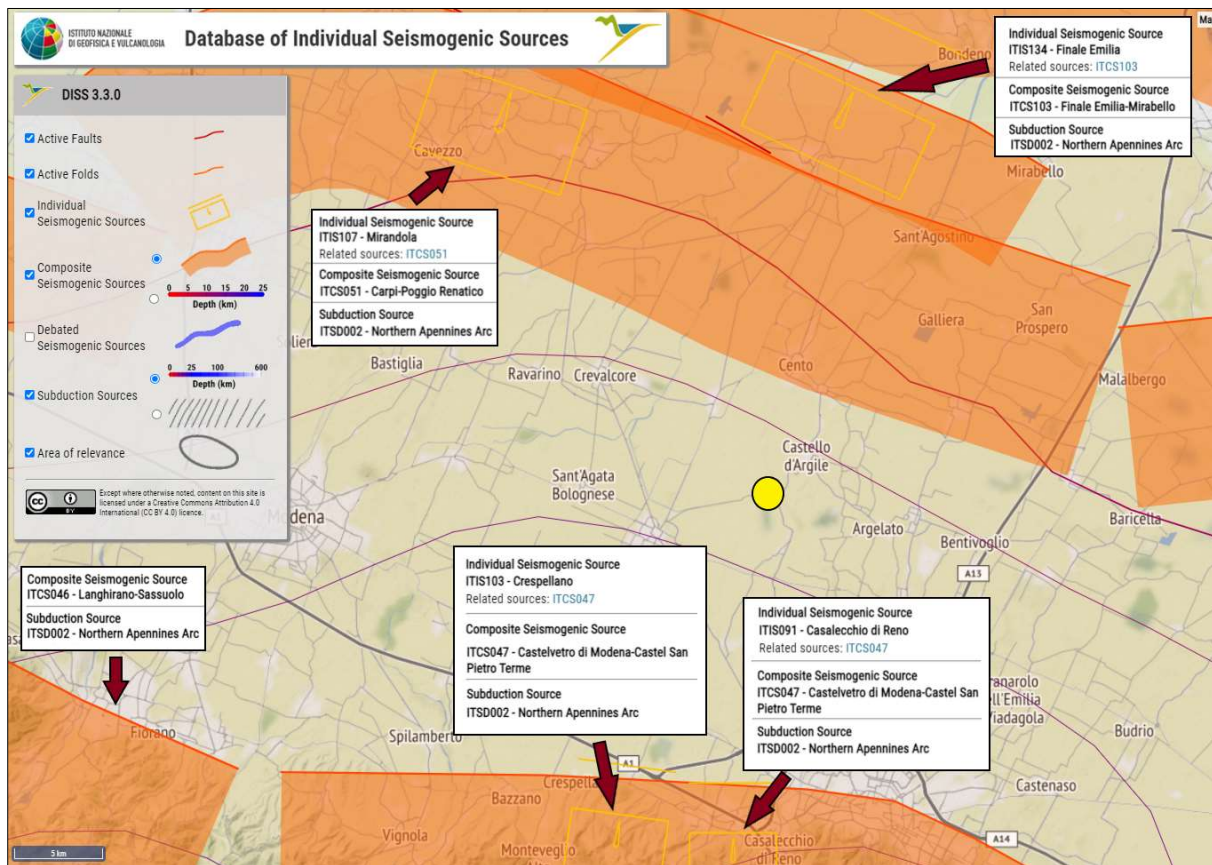 ISTITUTO NAZIONALE
DI GEOFISICA E VULCANOLOGIA
Database of Individual Seismogenic Sources
DISS 3.3.0
Active Faults
Active Folds
Individual
Seismogenic Sources
Composite
Seismogenic Sources
0 5 10 15 20 25
Depth (km)
Debated
Seismogenic Sources
0 25 100 600
Depth (km)
Subduction Sources
Area of relevance
CC BY
Except where otherwise noted, content on this site is
licensed under a Creative Commons Attribution 4.0
International (CC BY 4.0) licence.
Individual Seismogenic Source
ITIS134 - Finale Emilia
Related sources: ITCS103
Composite Seismogenic Source
ITCS103 - Finale Emilia-Mirabello
Subduction Source
ITSD002 - Northern Apennines Arc
Individual Seismogenic Source
ITIS107 - Mirandola
Related sources: ITCS051
Composite Seismogenic Source
ITCS051 - Carpi-Poggio Renatico
Subduction Source
ITSD002 - Northern Apennines Arc
Composite Seismogenic Source
ITCS046 - Langhirano-Sassuolo
Subduction Source
ITSD002 - Northern Apennines Arc
Individual Seismogenic Source
ITIS103 - Crespellano
Related sources: ITCS047
Composite Seismogenic Source
ITCS047 - Castelvetro di Modena-Castel San
Pietro Terme
Subduction Source
ITSD002 - Northern Apennines Arc
Individual Seismogenic Source
ITIS091 - Casalecchio di Reno
Related sources: ITCS047
Composite Seismogenic Source
ITCS047 - Castelvetro di Modena-Castel San
Pietro Terme
Subduction Source
ITSD002 - Northern Apennines Arc
Bondeno
Cavezzo
Mirabello
Sant'Agostino
Galliera
San
Prospero
Bastiglia
Ravarino
Crevalcore
Cento
Malalbergo
Castello
d'Argile
Sant'Agata
Bolognese
Modena
Argelato
Baricella
Bentivoglio
A13
Fiorano
Spilamberto
Budrio
A1
Bazzano
Castenaso
Vignola
Monteveglio
Casalecchio
di Reno
A14
5 km